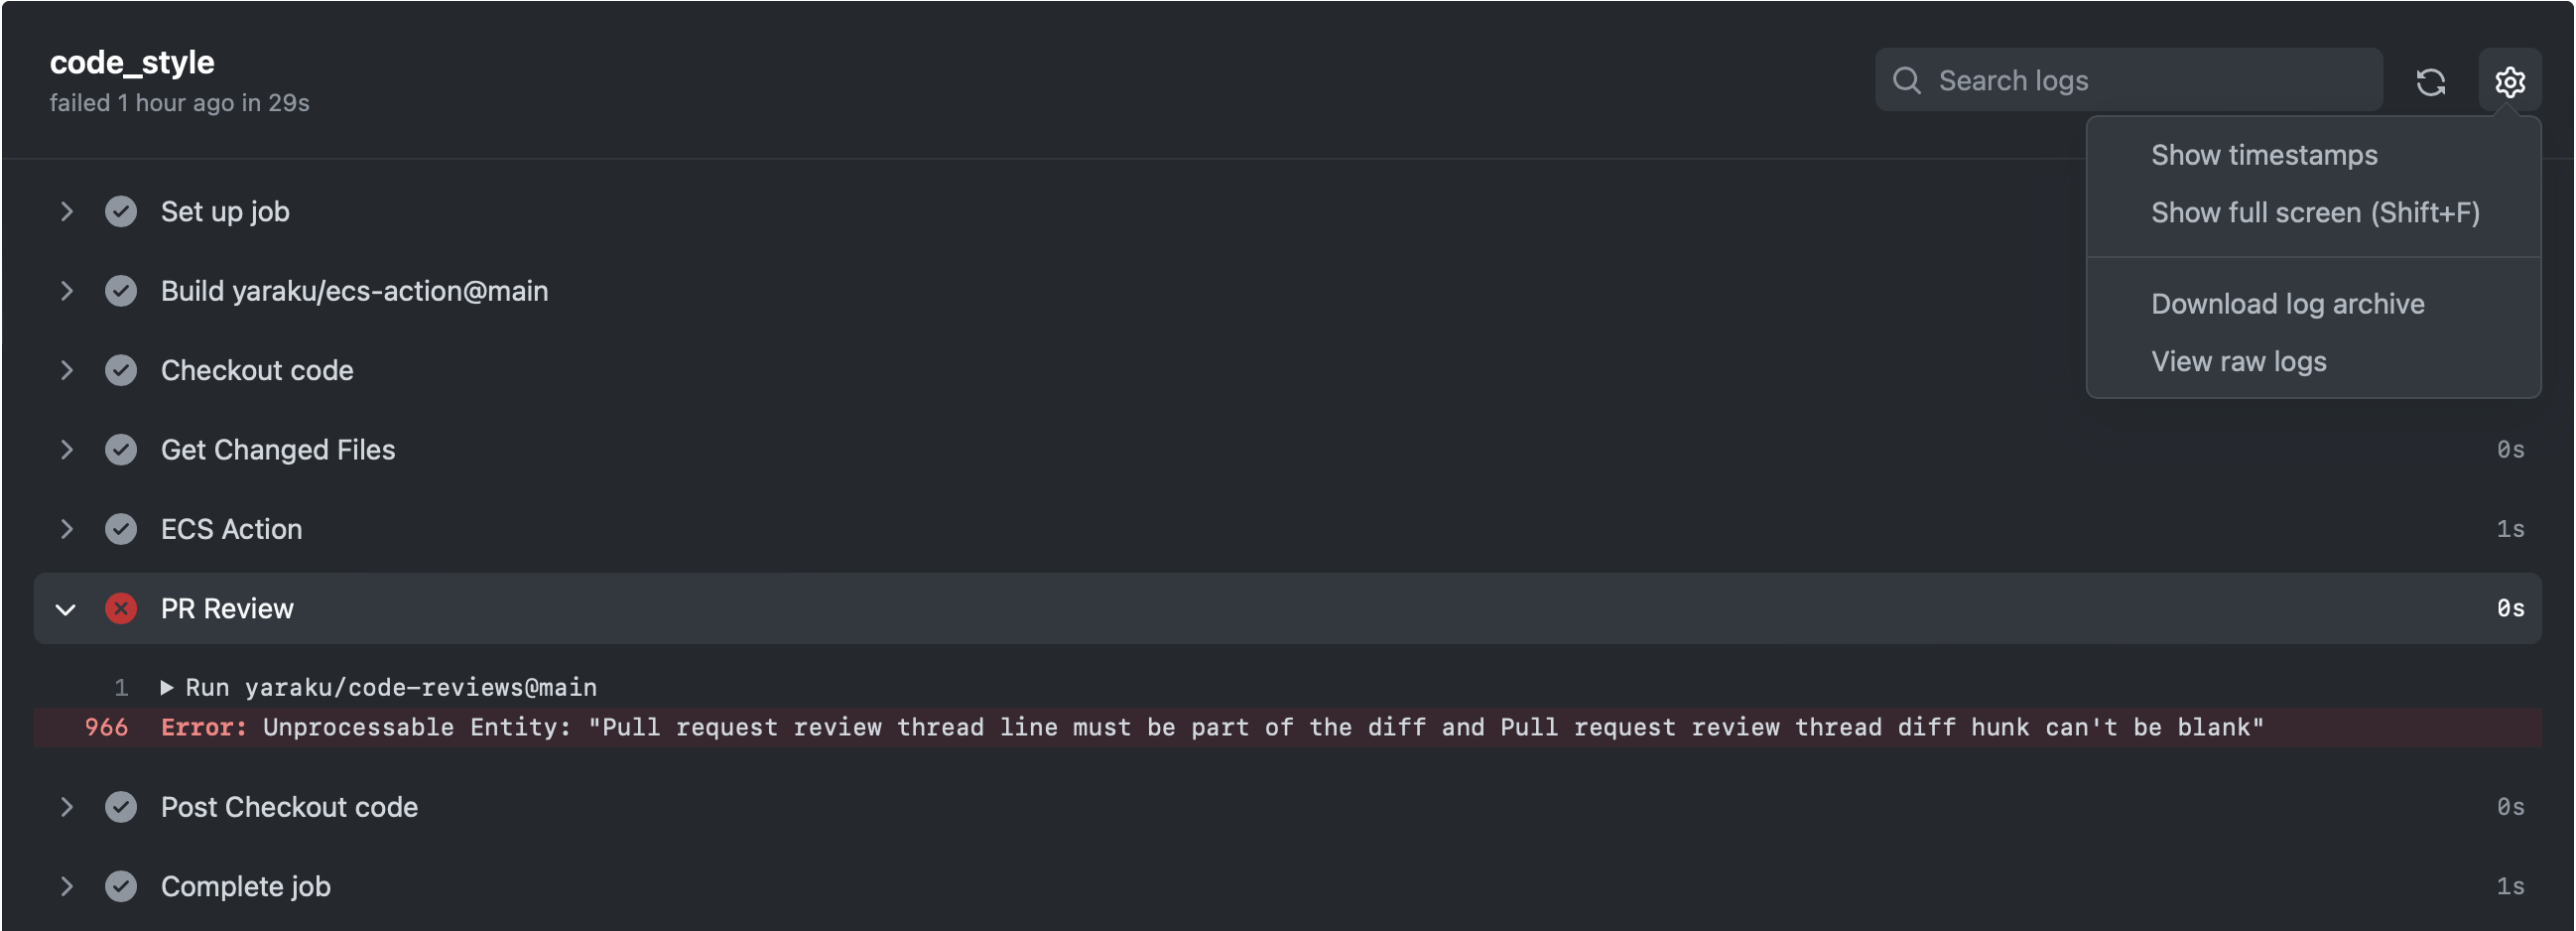 code_style
failed 1 hour ago in 29s
Search logs
Show timestamps
Show full screen (Shift+F)
Download log archive
View raw logs
Set up job
Build yaraku/ecs-action@main
Checkout code
Get Changed Files 0s
ECS Action 1s
PR Review 0s
1 Run yaraku/code-reviews@main
966 Error: Unprocessable Entity: "Pull request review thread line must be part of the diff and Pull request review thread diff hunk can't be blank"
Post Checkout code 0s
Complete job 1s